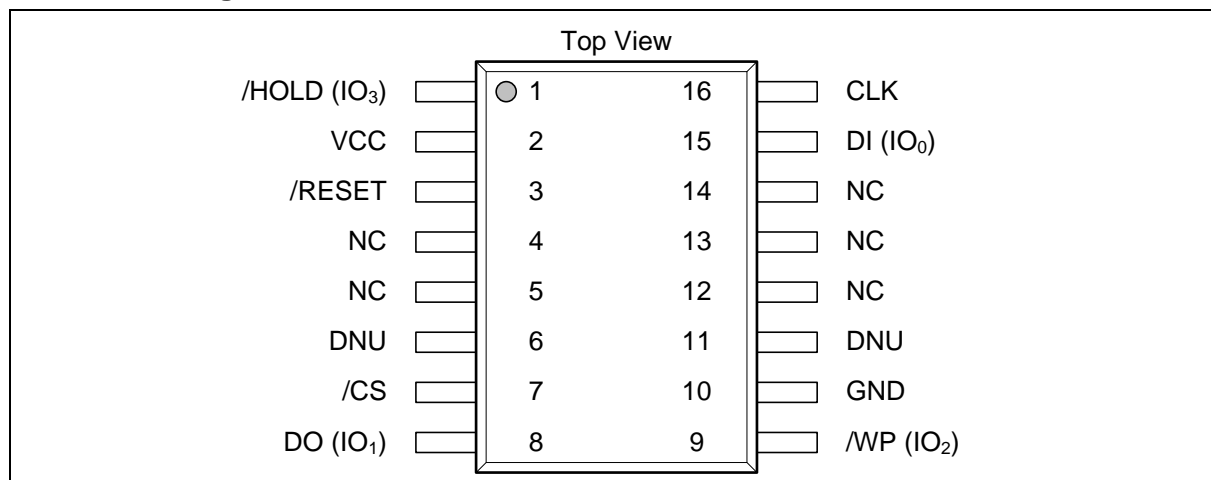 Top View
/HOLD (IO₃) 1 16 CLK
VCC 2 15 DI (IO₀)
/RESET 3 14 NC
NC 4 13 NC
NC 5 12 NC
DNU 6 11 DNU
/CS 7 10 GND
DO (IO₁) 8 9 /WP (IO₂)